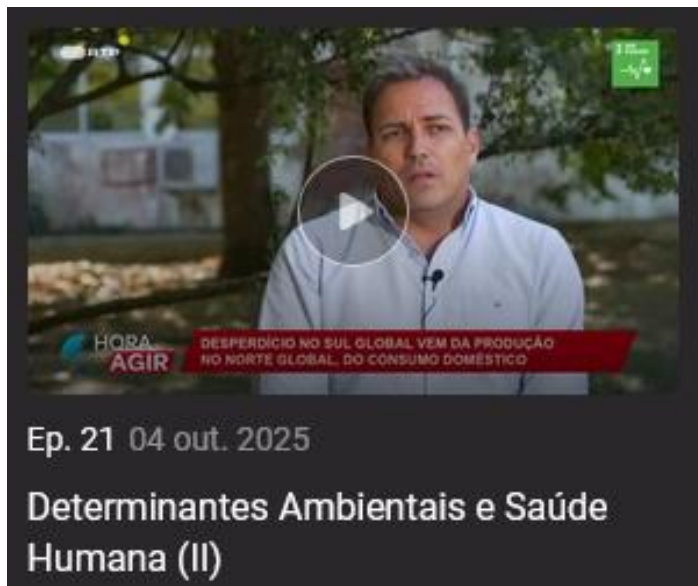 RTP
HORA
AGIR
DESPERDÍCIO NO SUL GLOBAL VEM DA PRODUÇÃO
NO NORTE GLOBAL, DO CONSUMO DOMÉSTICO
Ep. 21 04 out. 2025
Determinantes Ambientais e Saúde
Humana (II)